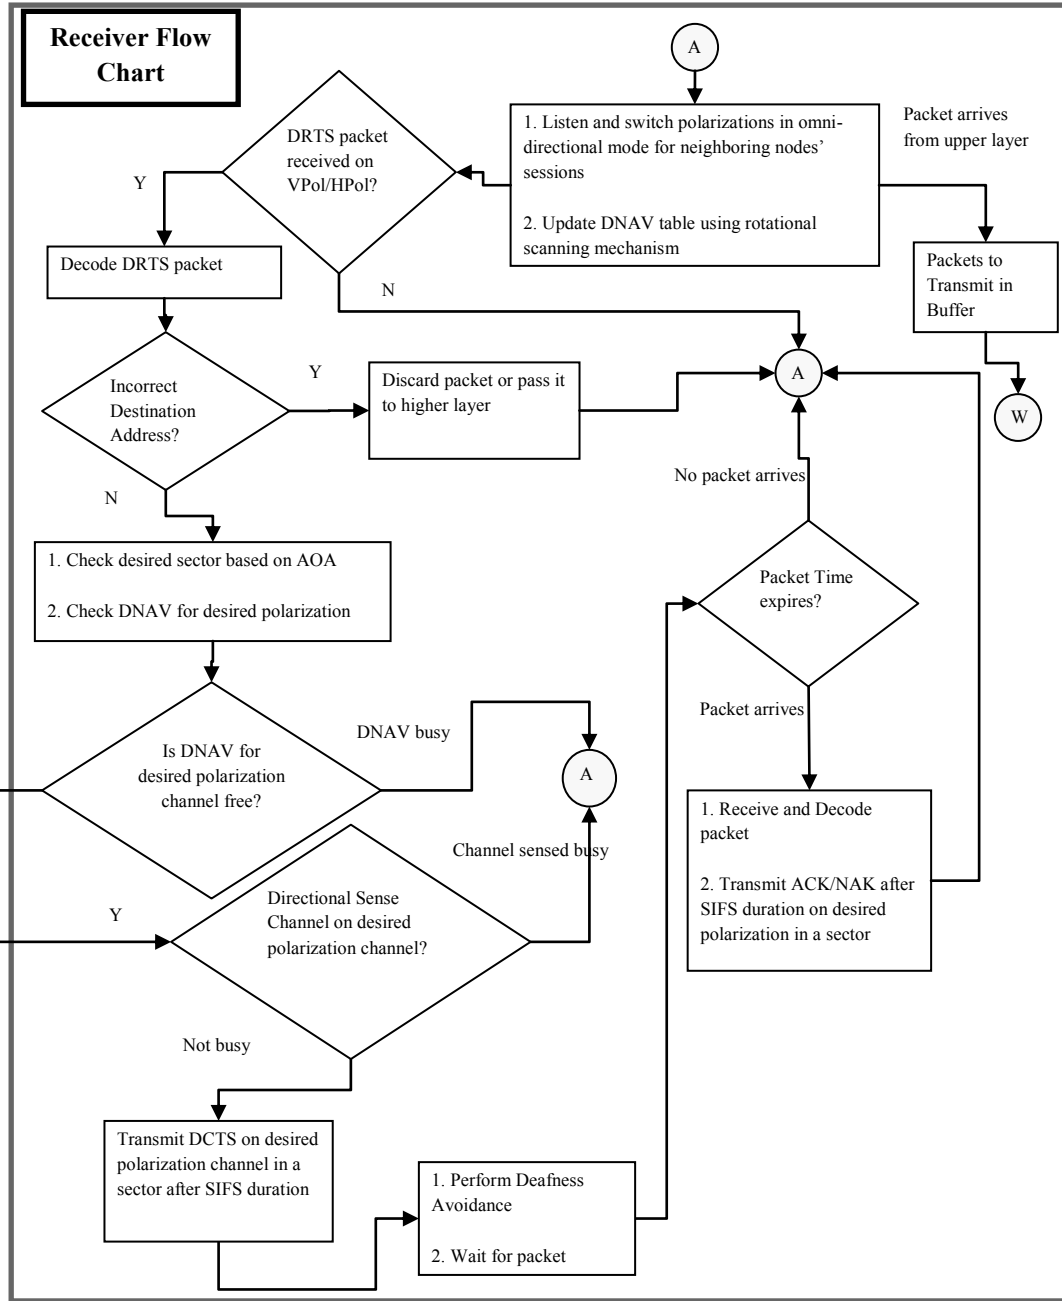 Receiver Flow
Chart
A
Packet arrives
from upper layer
1. Listen and switch polarizations in omni-
directional mode for neighboring nodes’
sessions
2. Update DNAV table using rotational
scanning mechanism
DRTS packet
received on
VPol/HPol?
Y
N
Decode DRTS packet
Packets to
Transmit in
Buffer
W
A
Incorrect
Destination
Address?
Y
Discard packet or pass it
to higher layer
N
No packet arrives
1. Check desired sector based on AOA
2. Check DNAV for desired polarization
Packet Time
expires?
Packet arrives
Is DNAV for
desired polarization
channel free?
DNAV busy
A
Channel sensed busy
Y
Directional Sense
Channel on desired
polarization channel?
1. Receive and Decode
packet
2. Transmit ACK/NAK after
SIFS duration on desired
polarization in a sector
Not busy
Transmit DCTS on desired
polarization channel in a
sector after SIFS duration
1. Perform Deafness
Avoidance
2. Wait for packet